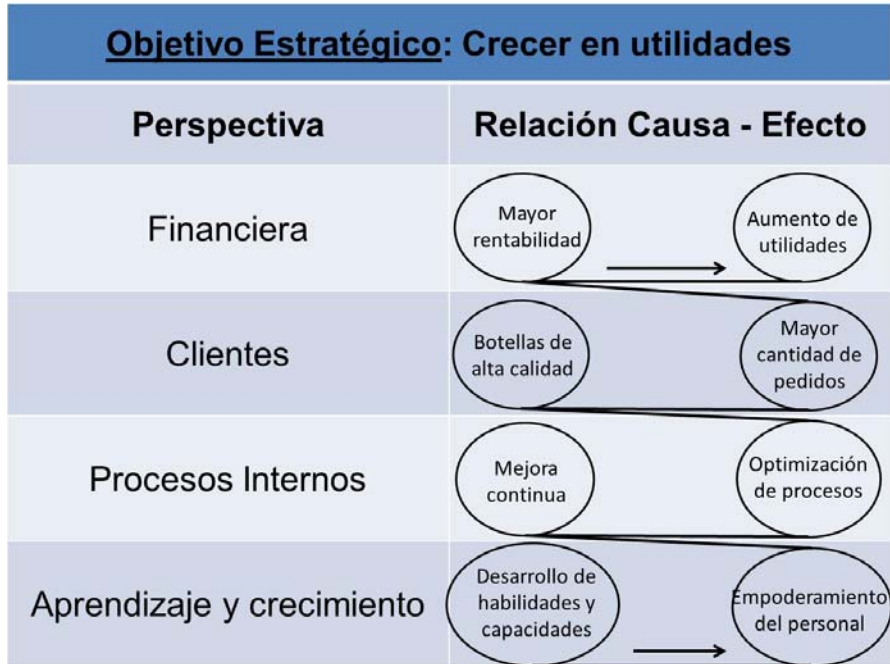 Objetivo Estratégico: Crecer en utilidades
Perspectiva
Relación Causa - Efecto
Financiera
Mayor
rentabilidad
Aumento de
utilidades
Clientes
Botellas de
alta calidad
Mayor
cantidad de
pedidos
Procesos Internos
Mejora
continua
Optimización
de procesos
Aprendizaje y crecimiento
Desarrollo de
habilidades y
capacidades
Empoderamiento
del personal